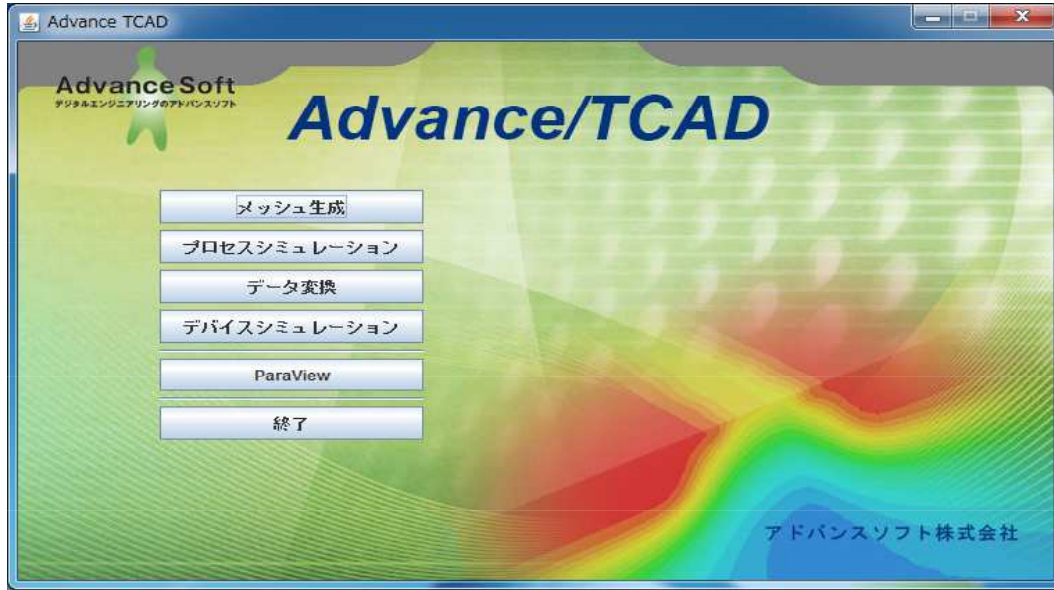 Advance TCAD
AdvanceSoft
デジタルエンジニアリングのアドバンスソフト
Advance/TCAD
メッシュ生成
プロセスシミュレーション
データ変換
デバイスシミュレーション
ParaView
終了
アドバンスソフト株式会社